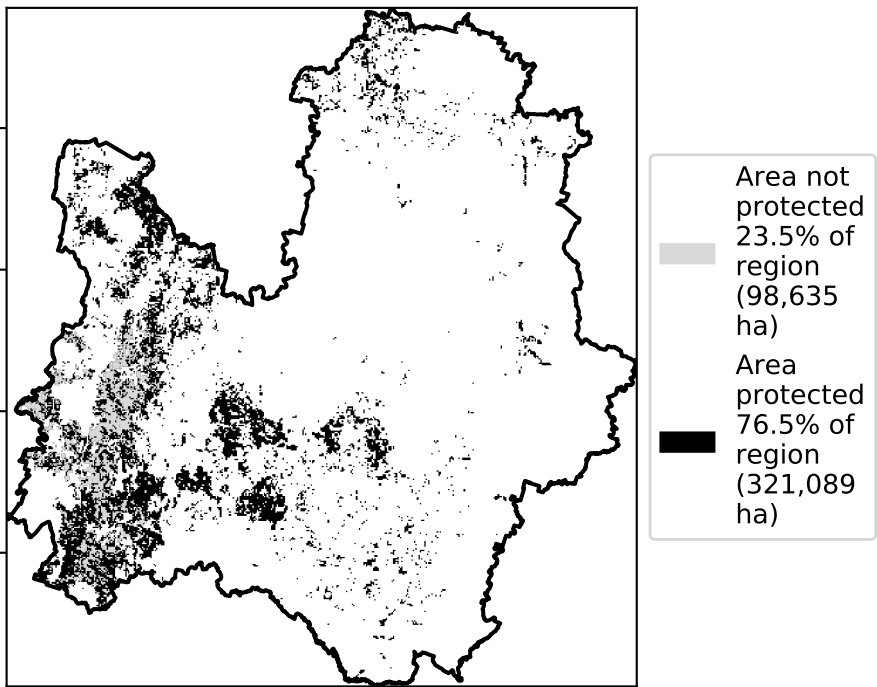 Area not
protected
23.5% of
region
(98,635
ha)
Area
protected
76.5% of
region
(321,089
ha)